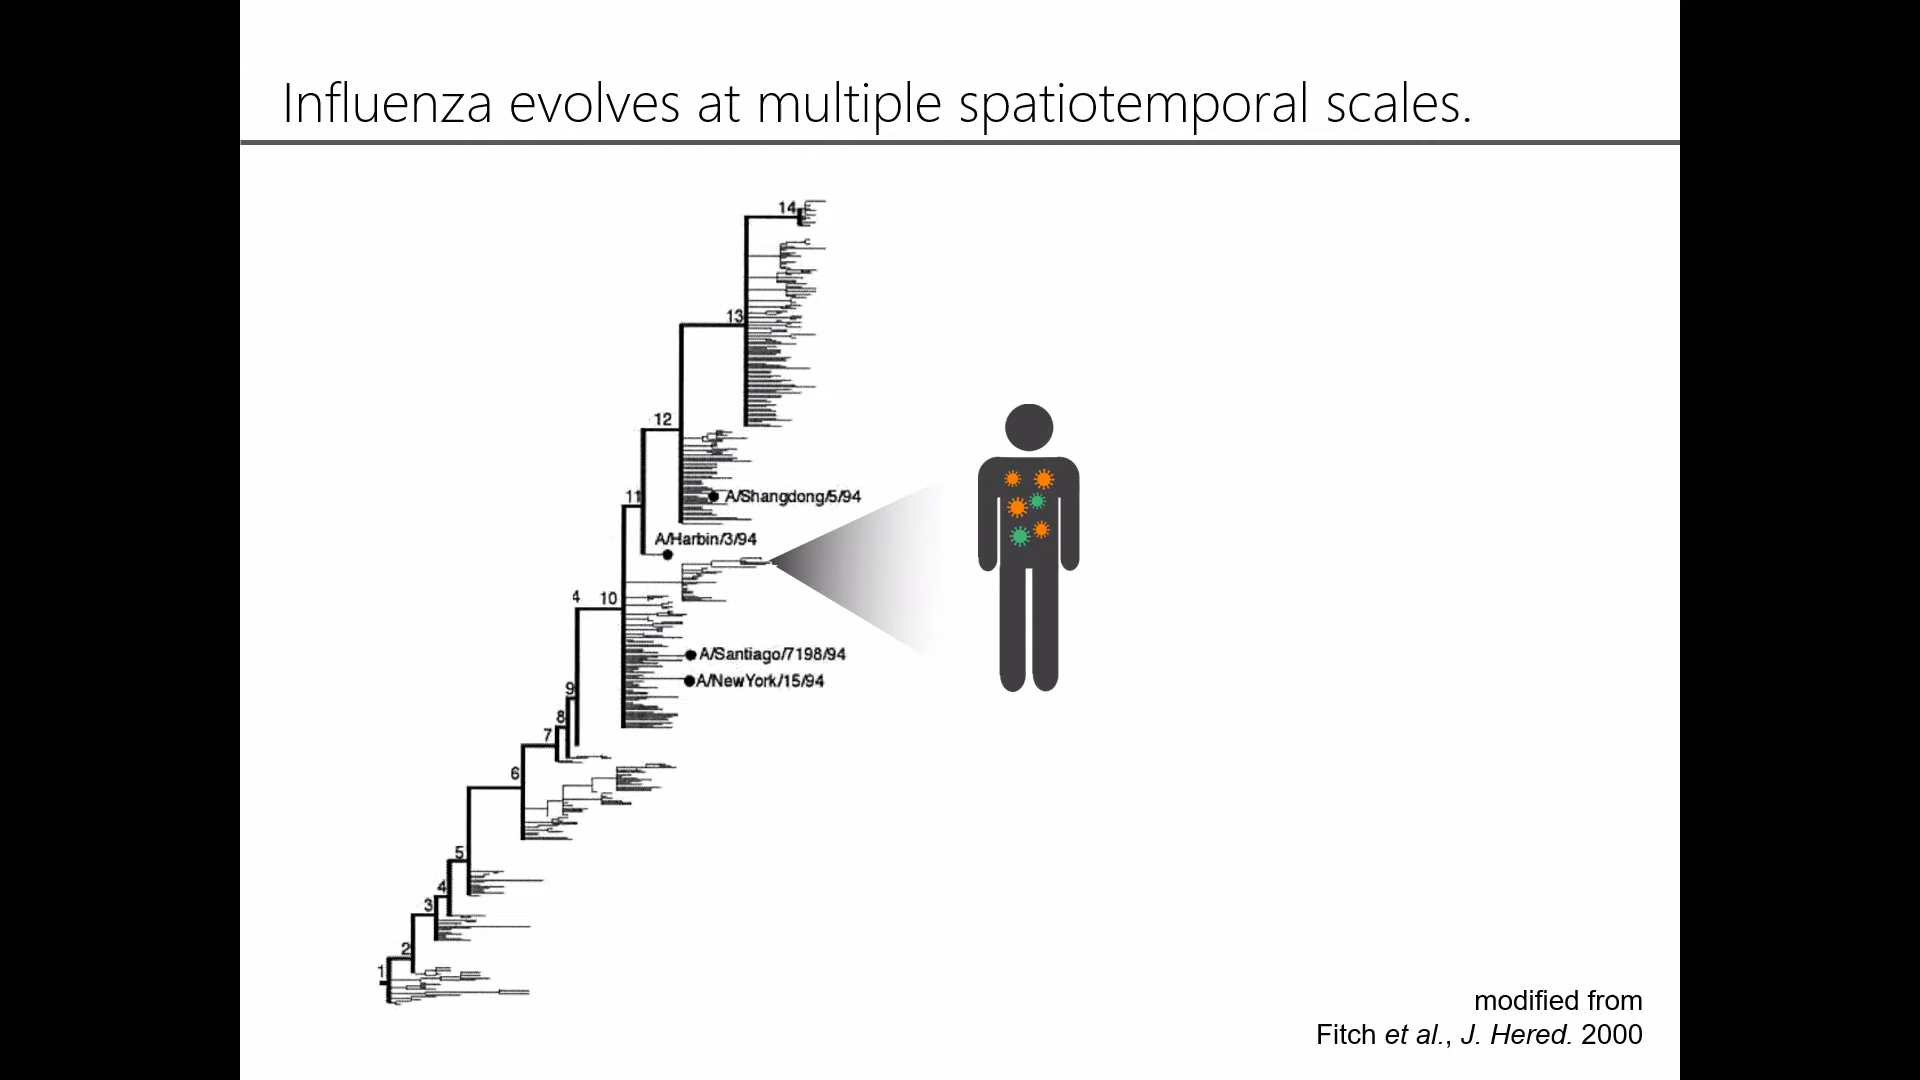 Influenza evolves at multiple spatiotemporal scales.
14
13
12
11
A/Shangdong/5/94
A/Harbin/3/94
4
10
A/Santiago/7198/94
A/NewYork/15/94
9
8
7
6
5
4
3
2
1
modified from
Fitch et al., J. Hered. 2000